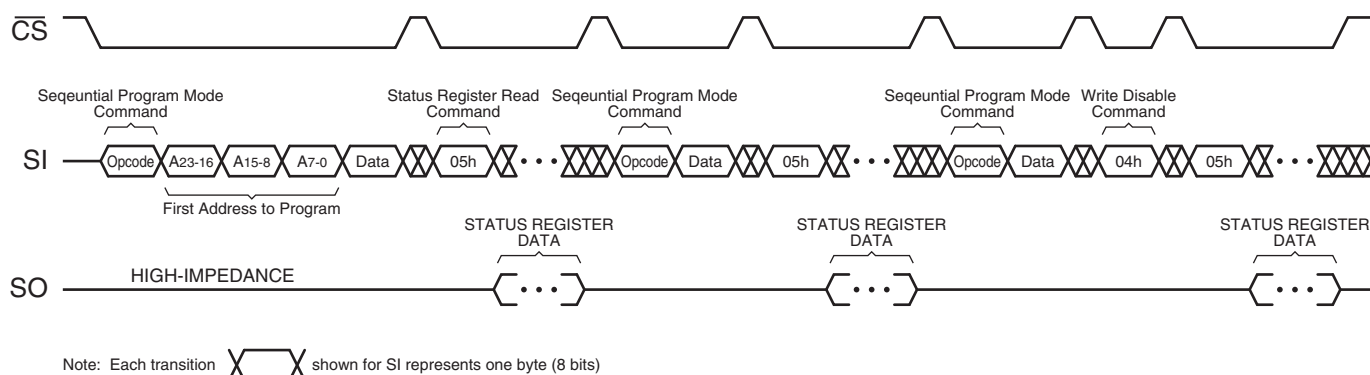 CS
Seqeuntial Program Mode
Command
Status Register Read
Command
Seqeuntial Program Mode
Command
Seqeuntial Program Mode
Command
Write Disable
Command
SI
Opcode A23-16 A15-8 A7-0 Data 05h • • • Opcode Data 05h • • • Opcode Data 04h 05h • • •
First Address to Program
STATUS REGISTER
DATA
STATUS REGISTER
DATA
STATUS REGISTER
DATA
SO
HIGH-IMPEDANCE
• • • • • • • • •
Note: Each transition shown for SI represents one byte (8 bits)